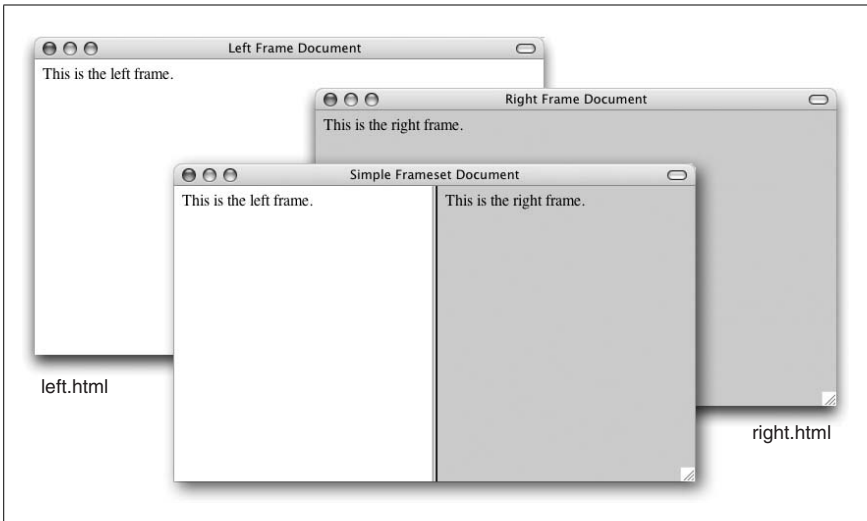 Left Frame Document
This is the left frame.
Right Frame Document
This is the right frame.
Simple Frameset Document
This is the left frame.
This is the right frame.
left.html
right.html